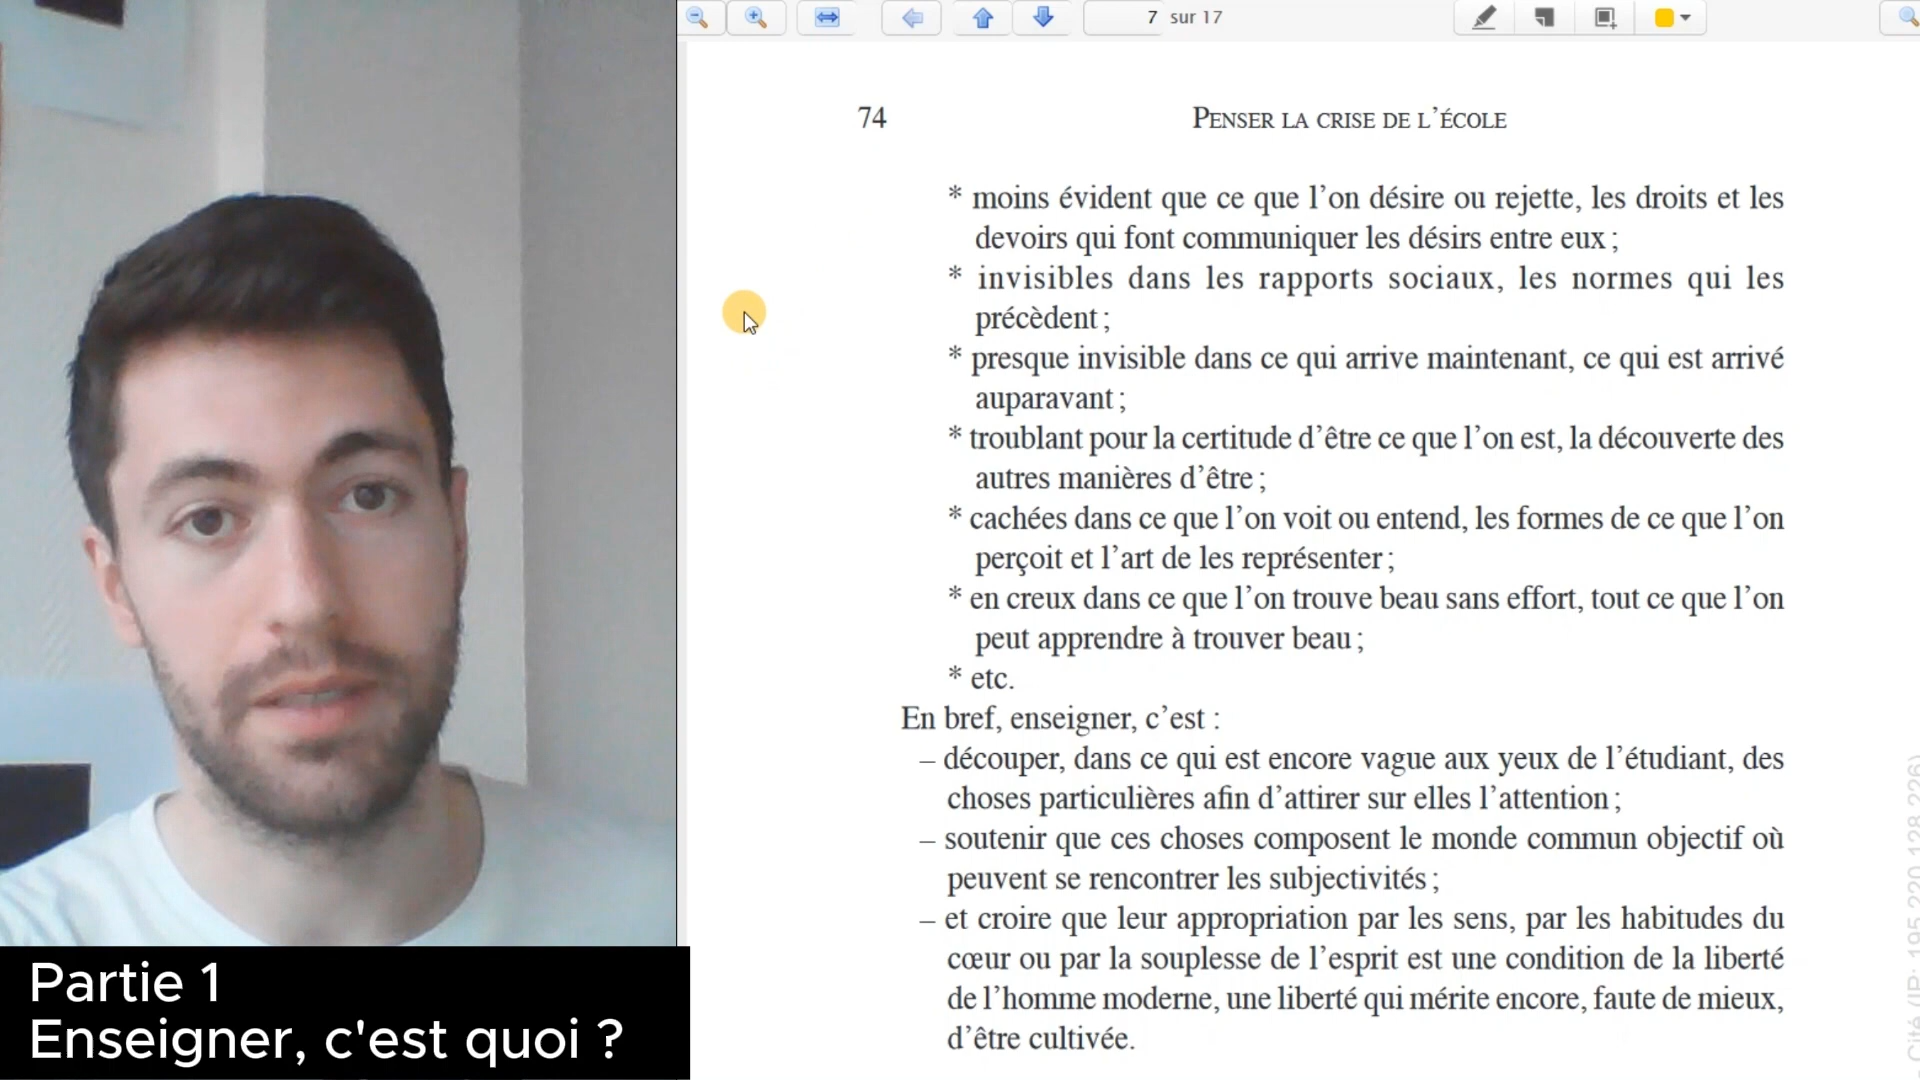 7 sur 17
74 PENSER LA CRISE DE L'ÉCOLE
* moins évident que ce que l'on désire ou rejette, les droits et les
devoirs qui font communiquer les désirs entre eux ;
* invisibles dans les rapports sociaux, les normes qui les
précèdent ;
* presque invisible dans ce qui arrive maintenant, ce qui est arrivé
auparavant ;
* troublant pour la certitude d'être ce que l'on est, la découverte des
autres manières d'être ;
* cachées dans ce que l'on voit ou entend, les formes de ce que l'on
perçoit et l'art de les représenter ;
* en creux dans ce que l'on trouve beau sans effort, tout ce que l'on
peut apprendre à trouver beau ;
* etc.
En bref, enseigner, c'est :
– découper, dans ce qui est encore vague aux yeux de l'étudiant, des
choses particulières afin d'attirer sur elles l'attention ;
– soutenir que ces choses composent le monde commun objectif où
peuvent se rencontrer les subjectivités ;
– et croire que leur appropriation par les sens, par les habitudes du
cœur ou par la souplesse de l'esprit est une condition de la liberté
de l'homme moderne, une liberté qui mérite encore, faute de mieux,
d'être cultivée.
Cité (IP: 195.220.128.226)
Partie 1
Enseigner, c'est quoi ?